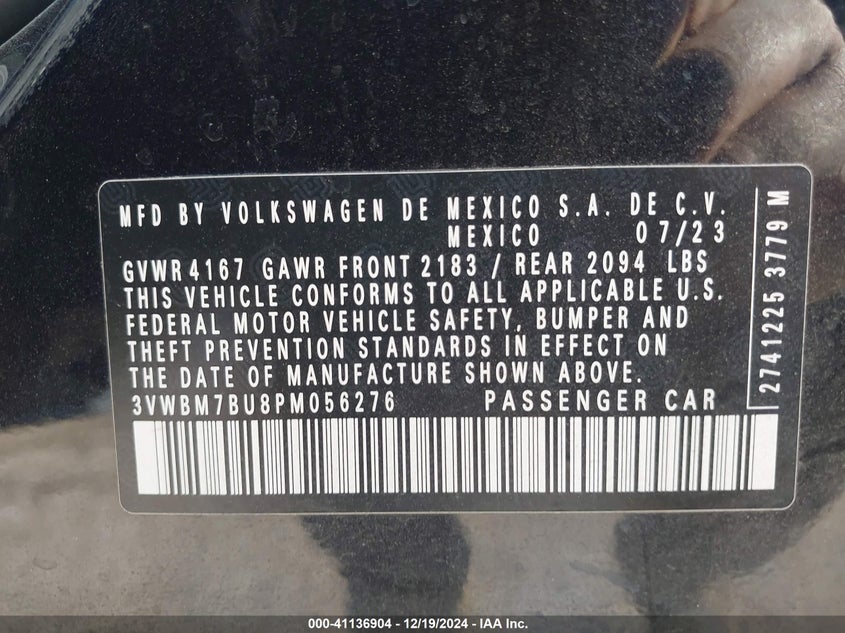 MFD BY VOLKSWAGEN DE MEXICO S.A. DE C.V.
MEXICO 07/23
GVWR 4167 GAWR FRONT 2183 / REAR 2094 LBS
THIS VEHICLE CONFORMS TO ALL APPLICABLE U.S.
FEDERAL MOTOR VEHICLE SAFETY, BUMPER AND
THEFT PREVENTION STANDARDS IN EFFECT ON
THE DATE OF MANUFACTURE SHOWN ABOVE.
3VWBM7BU8PM056276 PASSENGER CAR
2741225 3779 M
000-41136904 - 12/19/2024 - IAA Inc.